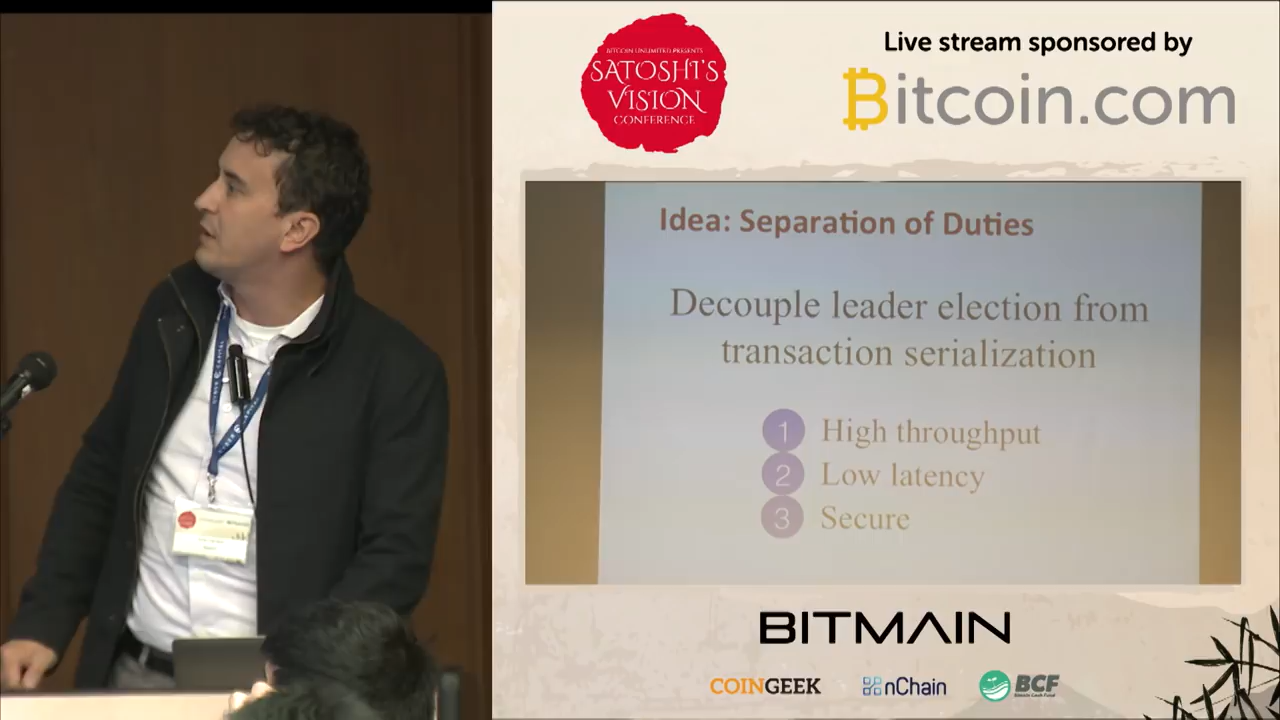 BITCOIN UNLIMITED PRESENTS
SATOSHI'S
VISION
CONFERENCE
Live stream sponsored by
Bitcoin.com
Idea: Separation of Duties
Decouple leader election from
transaction serialization
1 High throughput
2 Low latency
3 Secure
BITMAIN
COINGEEK
nChain
BCF
CAPITAL